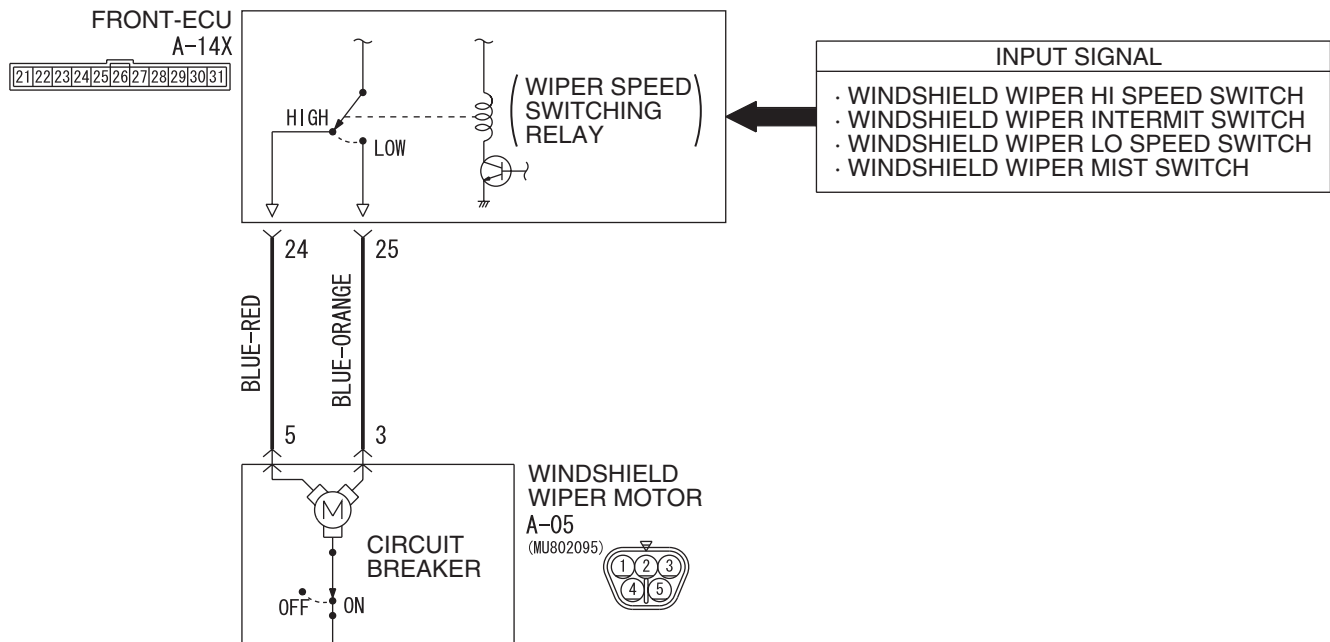 FRONT-ECU
A-14X
21 22 23 24 25 26 27 28 29 30 31
HIGH
LOW
(WIPER SPEED
SWITCHING
RELAY)
INPUT SIGNAL
· WINDSHIELD WIPER HI SPEED SWITCH
· WINDSHIELD WIPER INTERMIT SWITCH
· WINDSHIELD WIPER LO SPEED SWITCH
· WINDSHIELD WIPER MIST SWITCH
24 25
BLUE-RED
BLUE-ORANGE
5 3
WINDSHIELD
WIPER MOTOR
A-05
(MU802095)
1 2 3
4 5
M
CIRCUIT
BREAKER
OFF ON